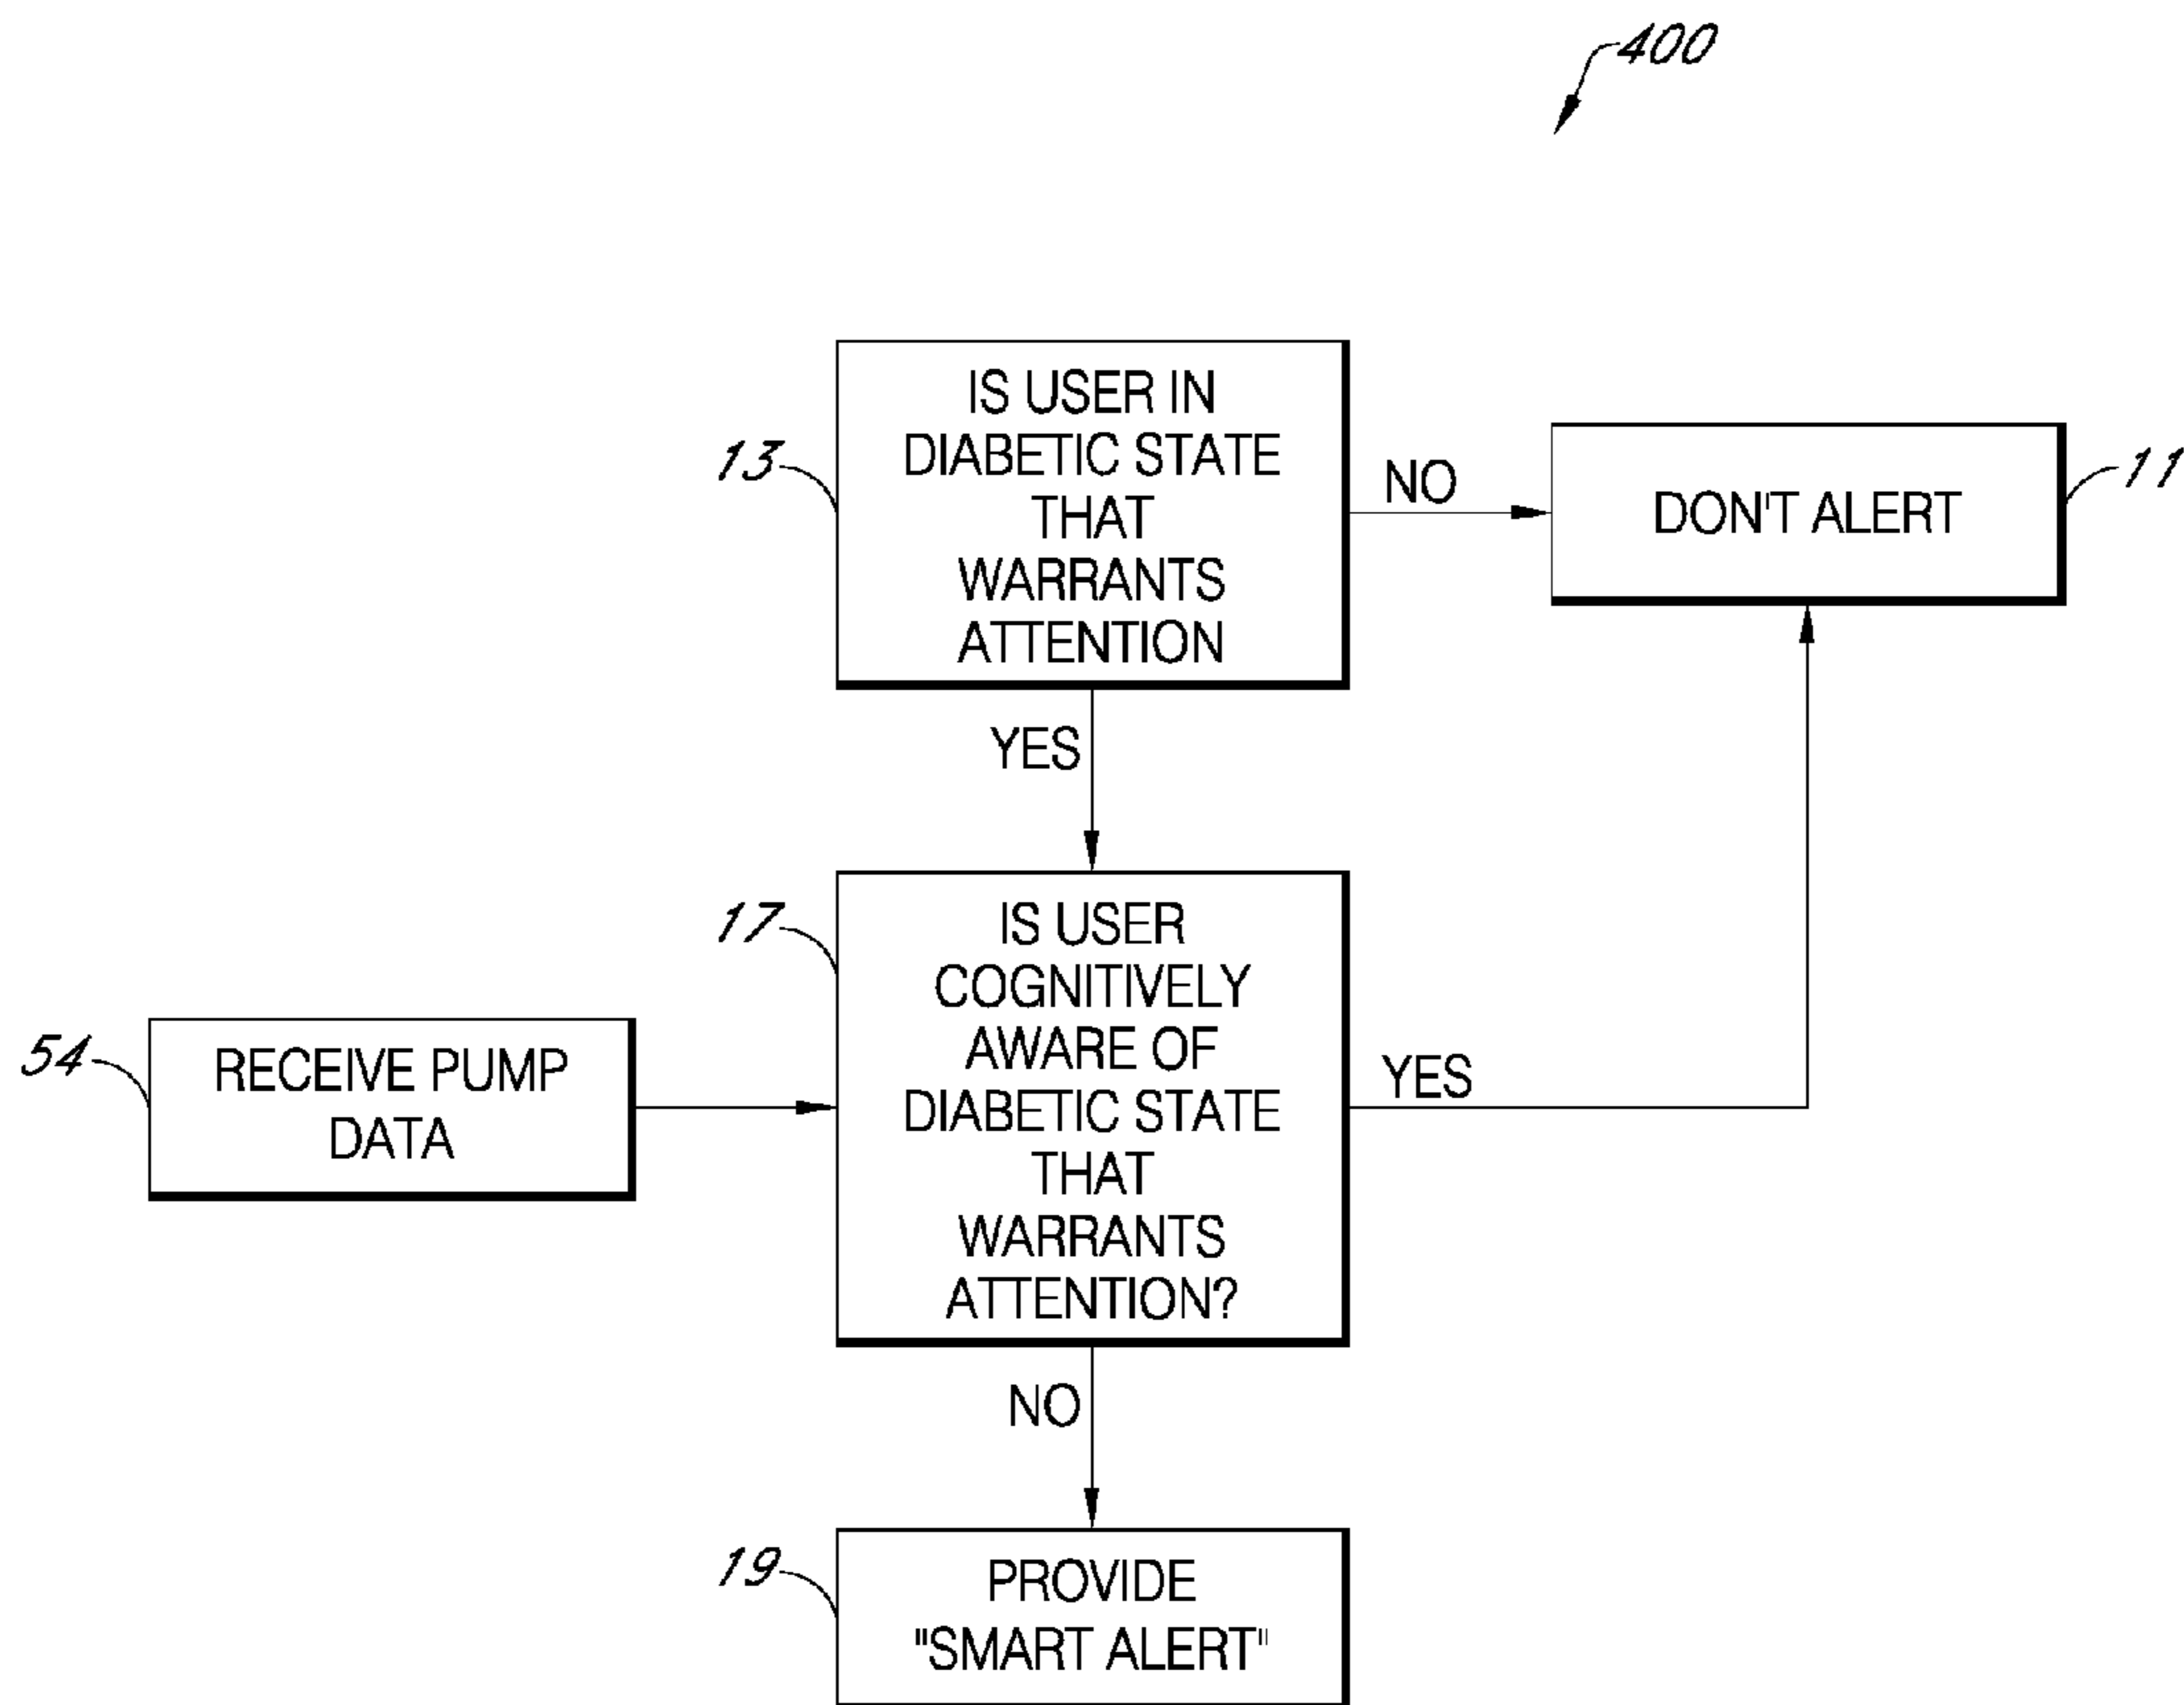 400
IS USER IN
DIABETIC STATE
THAT
WARRANTS
ATTENTION
13
NO
DON'T ALERT
11
YES
IS USER
COGNITIVELY
AWARE OF
DIABETIC STATE
THAT
WARRANTS
ATTENTION?
17
YES
54
RECEIVE PUMP
DATA
NO
19
PROVIDE
"SMART ALERT"